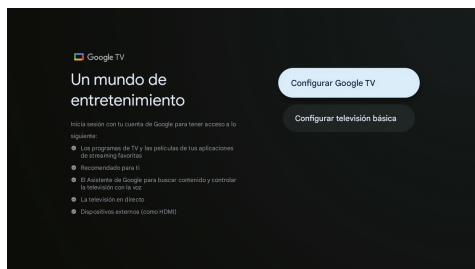 Google TV
Un mundo de
entretenimiento
Inicia sesión con tu cuenta de Google para tener acceso a lo
siguiente:
Los programas de TV y las películas de tus aplicaciones
de streaming favoritas
Recomendado para ti
El Asistente de Google para buscar contenido y controlar
la televisión con la voz
La televisión en directo
Dispositivos externos (como HDMI)
Configurar Google TV
Configurar televisión básica